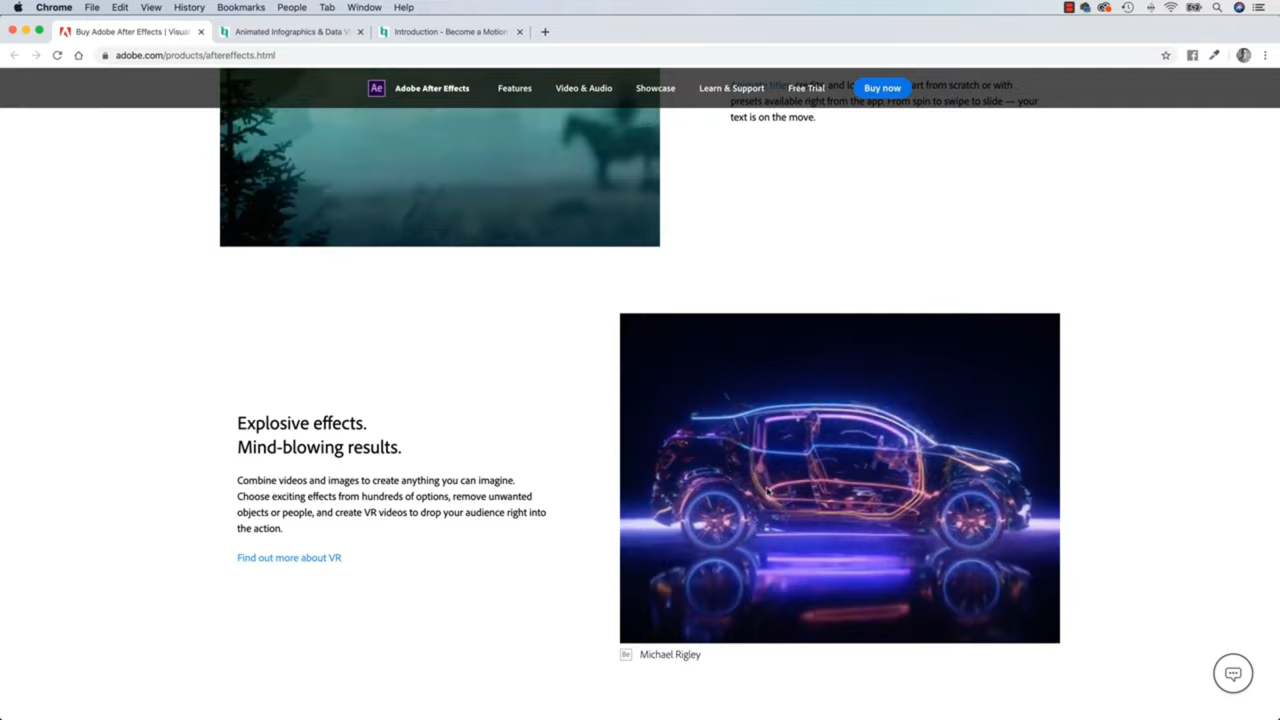 Chrome File Edit View History Bookmarks People Tab Window Help
Buy Adobe After Effects | Visual
Animated Infographics & Data V
Introduction - Become a Motion
adobe.com/products/aftereffects.html
Ae Adobe After Effects Features Video & Audio Showcase Learn & Support Free Trial Buy now
credits, and lo art from scratch or with
presets available right from the app. From spin to swipe to slide — your
text is on the move.
Explosive effects.
Mind-blowing results.
Combine videos and images to create anything you can imagine.
Choose exciting effects from hundreds of options, remove unwanted
objects or people, and create VR videos to drop your audience right into
the action.
Find out more about VR
Be Michael Rigley